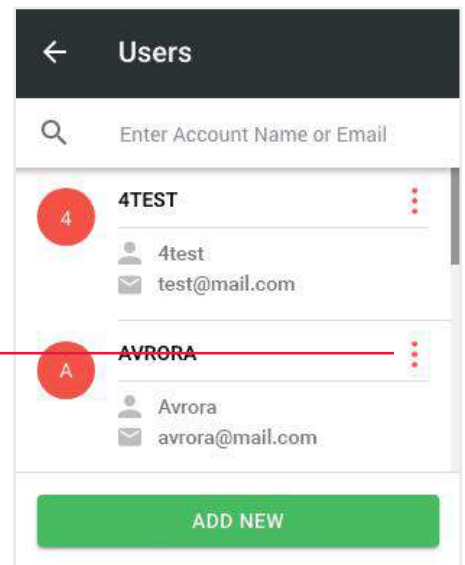 Users
Enter Account Name or Email
4
4TEST
4test
test@mail.com
A
AVRORA
Avrora
avrora@mail.com
ADD NEW